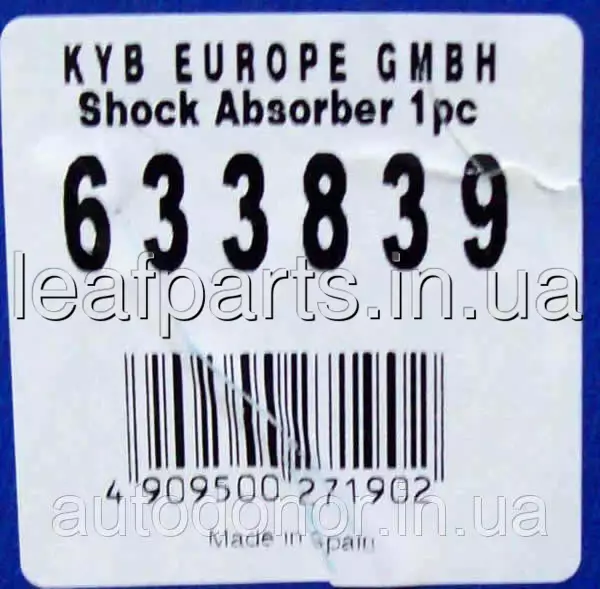 KYB EUROPE GMBH
Shock Absorber 1pc
633839
leafparts.in.ua
4 909500 271902
autodonor.in.ua
Made in Spain